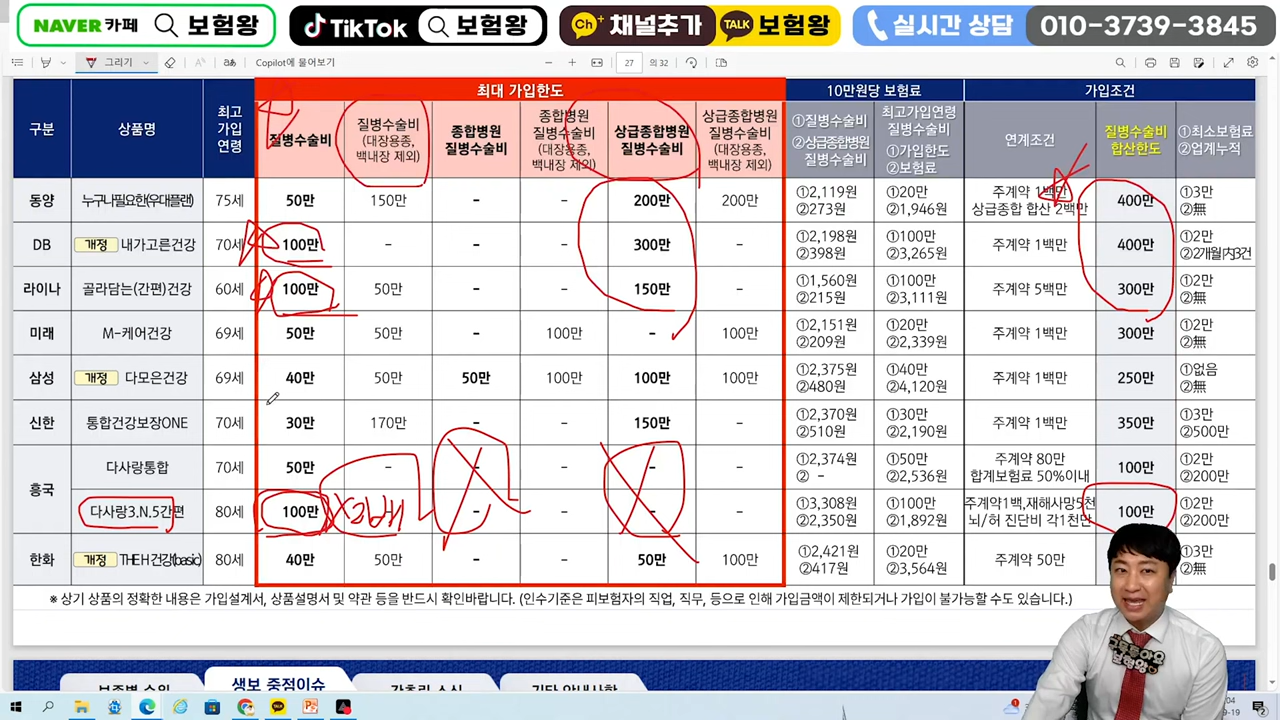 NAVER 카페 보험왕 TikTok 보험왕 Ch+ 채널추가 TALK 보험왕 실시간 상담 010-3739-3845
그리기 Copilot에 물어보기 27 의 32
최대 가입한도 10만원당 보험료 가입조건
구분 상품명 최고 가입 연령 질병수술비 질병수술비 (대장용종, 백내장 제외) 종합병원 질병수술비 종합병원 질병수술비 (대장용종, 백내장 제외) 상급종합병원 질병수술비 상급종합병원 질병수술비 (대장용종, 백내장 제외) ①질병수술비 ②상급종합병원 질병수술비 최고가입연령 질병수술비 ①가입한도 ②보험료 연계조건 질병수술비 합산한도 ①최소보험료 ②업계누적
동양 누구나필요한(우대플랜) 75세 50만 150만 - - 200만 200만 ①2,119원 ②273원 ①20만 ②1,946원 주계약 1백만 상급종합 합산 2백만 400만 ①3만 ②無
DB 개정 내가고른건강 70세 100만 - - - 300만 - ①2,198원 ②398원 ①100만 ②3,265원 주계약 1백만 400만 ①2만 ②2개월內3건
라이나 골라담는(간편)건강 60세 100만 50만 - - 150만 - ①1,560원 ②215원 ①100만 ②3,111원 주계약 5백만 300만 ①2만 ②無
미래 M-케어건강 69세 50만 50만 - 100만 - 100만 ①2,151원 ②209원 ①20만 ②2,339원 주계약 1백만 300만 ①2만 ②無
삼성 개정 다모은건강 69세 40만 50만 50만 100만 100만 100만 ①2,375원 ②480원 ①40만 ②4,120원 주계약 1백만 250만 ①없음 ②無
신한 통합건강보장ONE 70세 30만 170만 - - 150만 - ①2,370원 ②510원 ①30만 ②2,190원 주계약 1백만 350만 ①3만 ②500만
흥국 다사랑통합 70세 50만 - - - - - ①2,374원 ② - ①50만 ②2,536원 주계약 80만 합계보험료 50%이내 100만 ①2만 ②200만
다사랑3.N.5간편 80세 100만 - - - ①3,308원 ②2,350원 ①100만 ②1,892원 주계약1백,재해사망5천 뇌/허 진단비 각1천만 100만 ①2만 ②200만
한화 개정 THE H 건강(basic) 80세 40만 50만 - - 50만 100만 ①2,421원 ②417원 ①20만 ②3,564원 주계약 50만 ①3만 ②無
※ 상기 상품의 정확한 내용은 가입설계서, 상품설명서 및 약관 등을 반드시 확인바랍니다. (인수기준은 피보험자의 직업, 직무, 등으로 인해 가입금액이 제한되거나 가입이 불가능할 수도 있습니다.)
생보 중점이슈